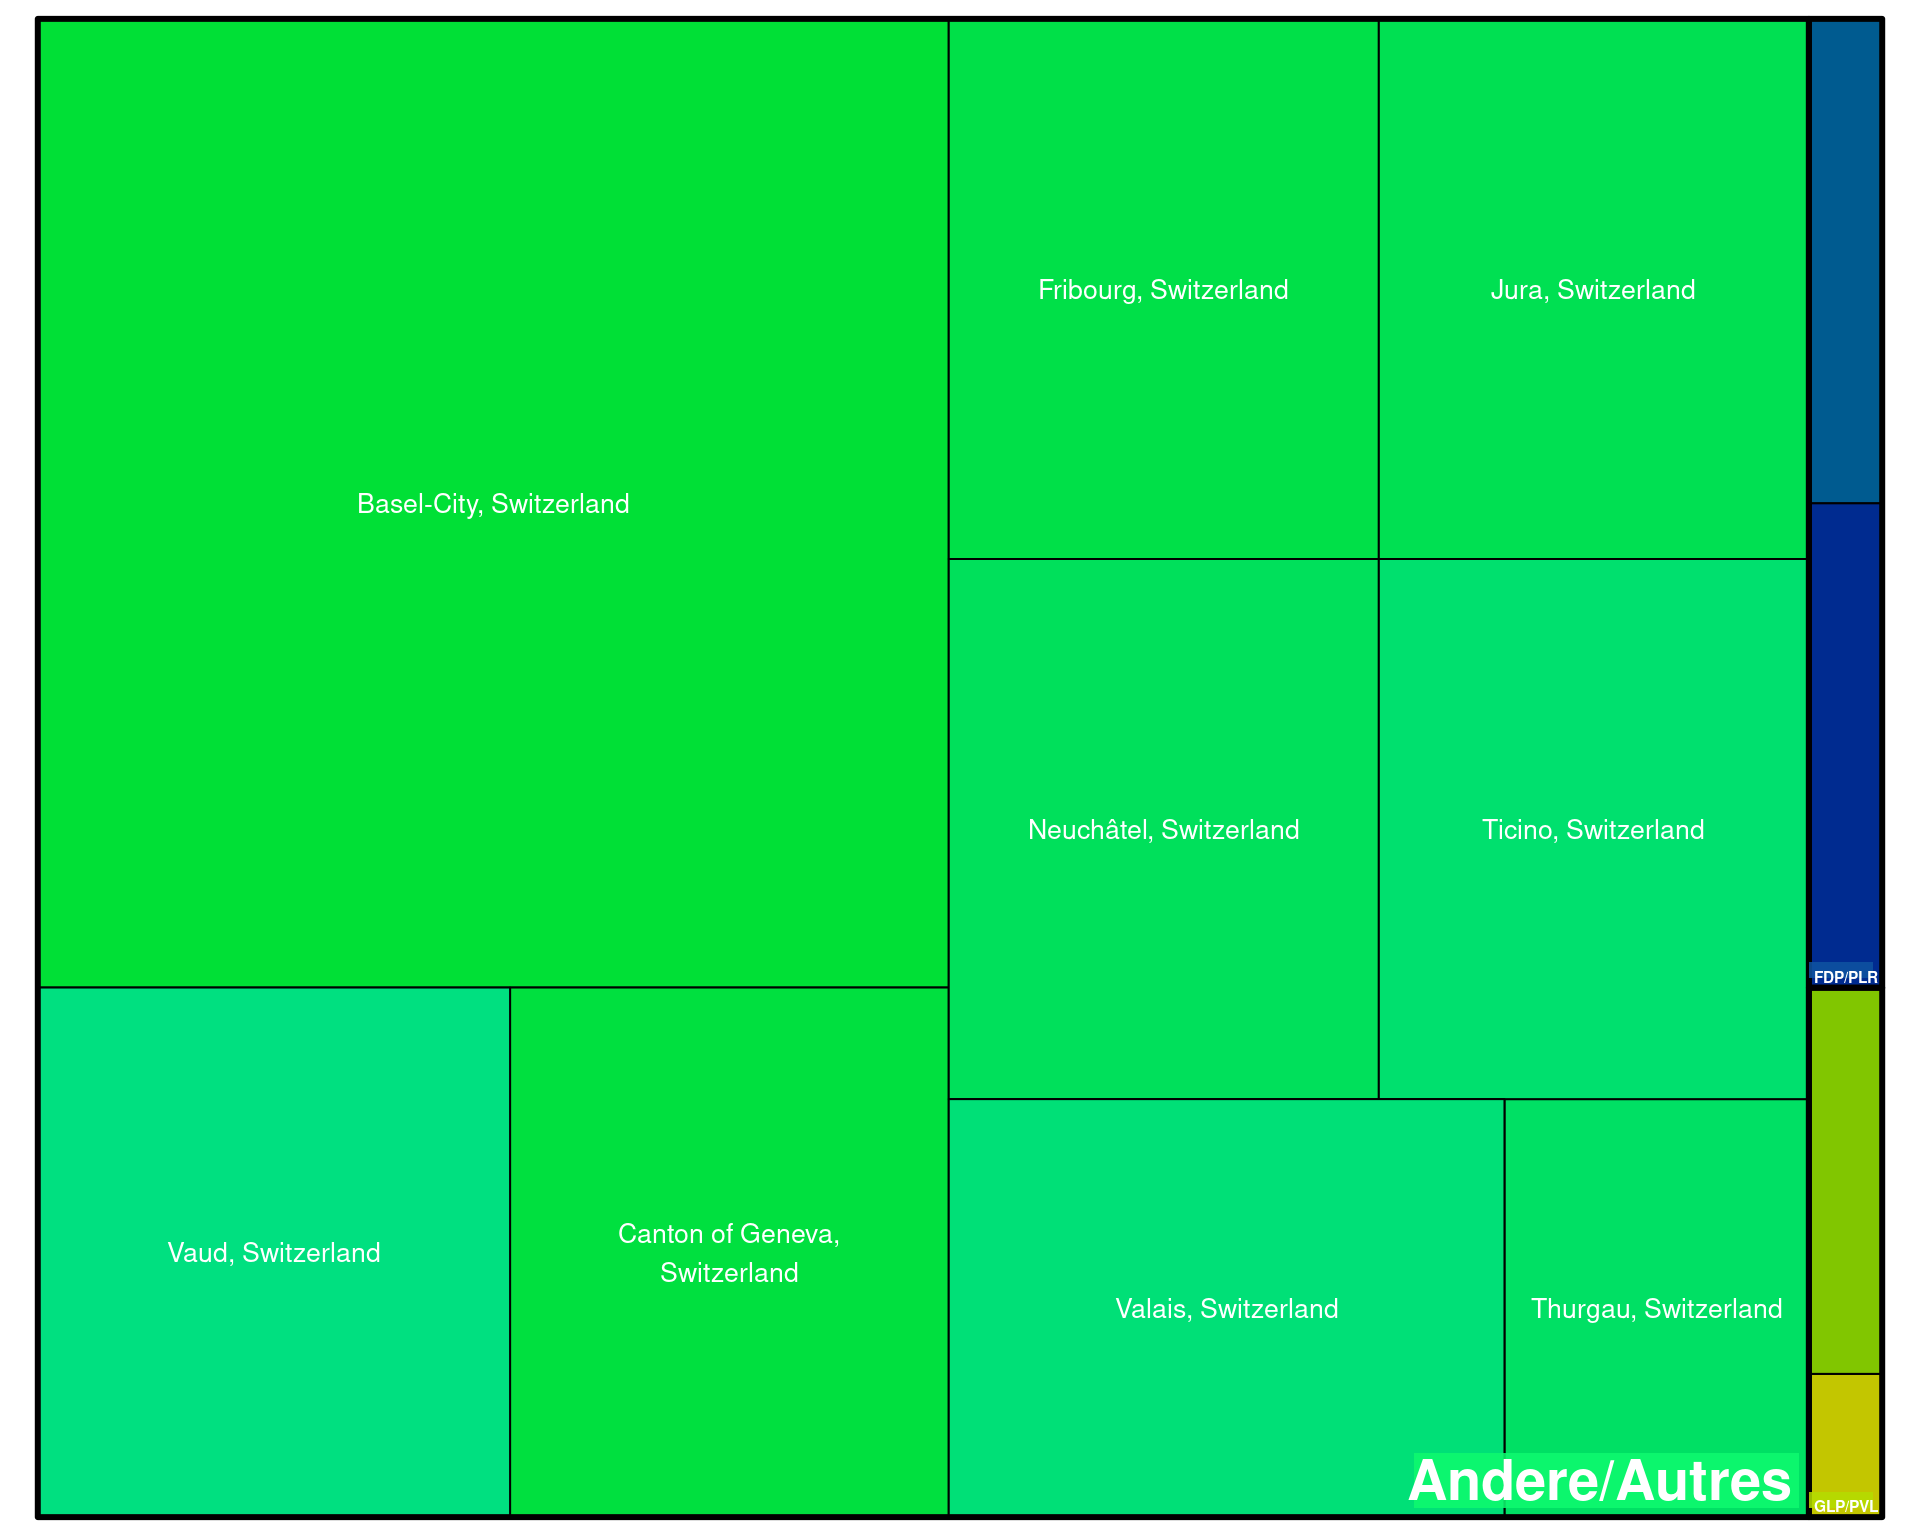 Basel-City, Switzerland
Fribourg, Switzerland
Jura, Switzerland
Neuchâtel, Switzerland
Ticino, Switzerland
Vaud, Switzerland
Canton of Geneva,
Switzerland
Valais, Switzerland
Thurgau, Switzerland
Andere/Autres
FDP/PLR
GLP/PVL